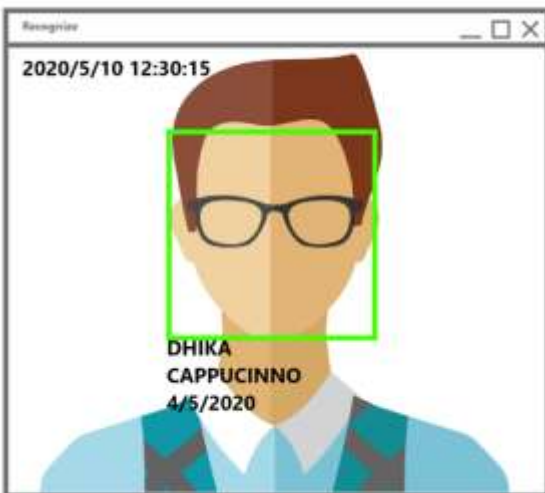 Recognize
2020/5/10 12:30:15
DHIKA
CAPPUCINNO
4/5/2020